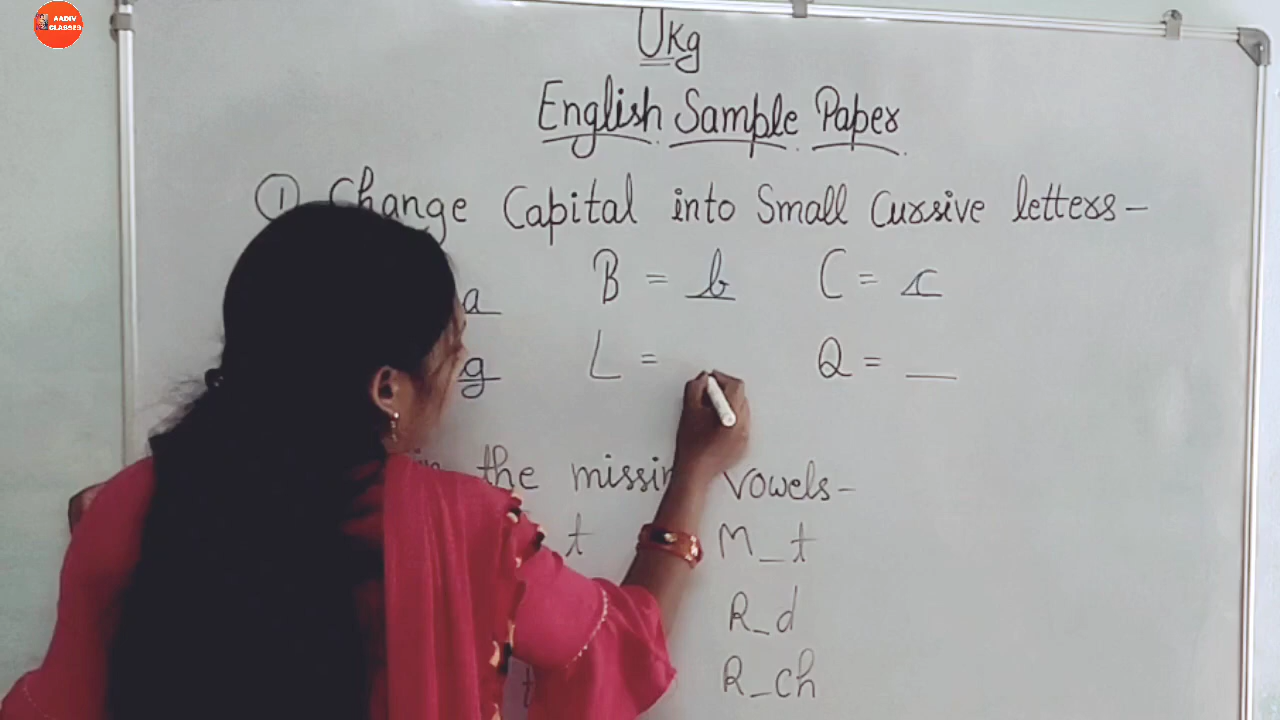 AADIV
CLASSES
UKg
English Sample Paper
① Change Capital into Small Cursive letters-
a B = b C = c
g L = Q = __
in the vowels-
t M_t
R_d
t R_ch